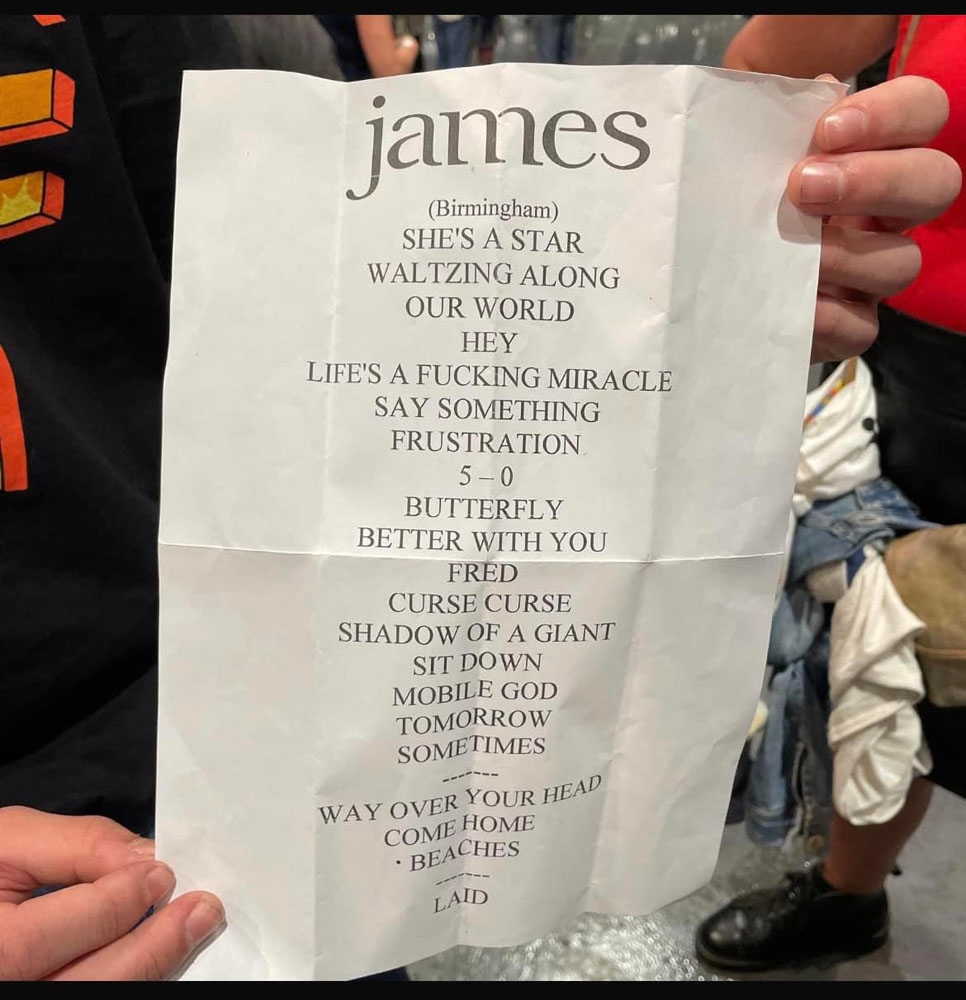 james
(Birmingham)
SHE'S A STAR
WALTZING ALONG
OUR WORLD
HEY
LIFE'S A FUCKING MIRACLE
SAY SOMETHING
FRUSTRATION
5 – 0
BUTTERFLY
BETTER WITH YOU
FRED
CURSE CURSE
SHADOW OF A GIANT
SIT DOWN
MOBILE GOD
TOMORROW
SOMETIMES
-------
WAY OVER YOUR HEAD
COME HOME
· BEACHES
-------
LAID